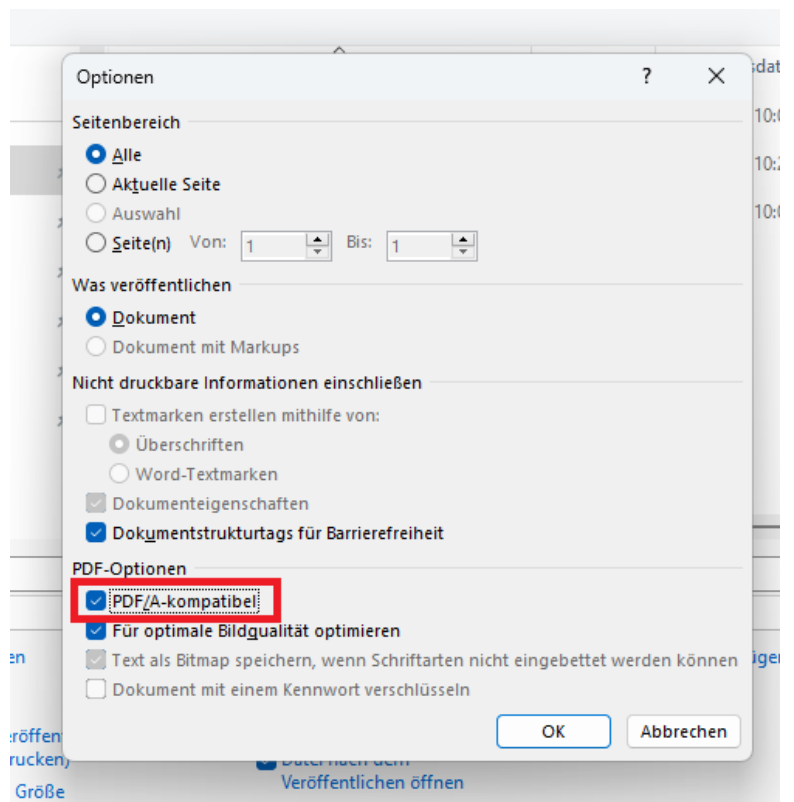 Optionen
?
Seitenbereich
Alle
Aktuelle Seite
Auswahl
Seite(n) Von: 1 Bis: 1
Was veröffentlichen
Dokument
Dokument mit Markups
Nicht druckbare Informationen einschließen
Textmarken erstellen mithilfe von:
Überschriften
Word-Textmarken
Dokumenteigenschaften
Dokumentstrukturtags für Barrierefreiheit
PDF-Optionen
PDF/A-kompatibel
Für optimale Bildqualität optimieren
Text als Bitmap speichern, wenn Schriftarten nicht eingebettet werden können
Dokument mit einem Kennwort verschlüsseln
OK Abbrechen
Datei nach dem
Größe Veröffentlichen öffnen